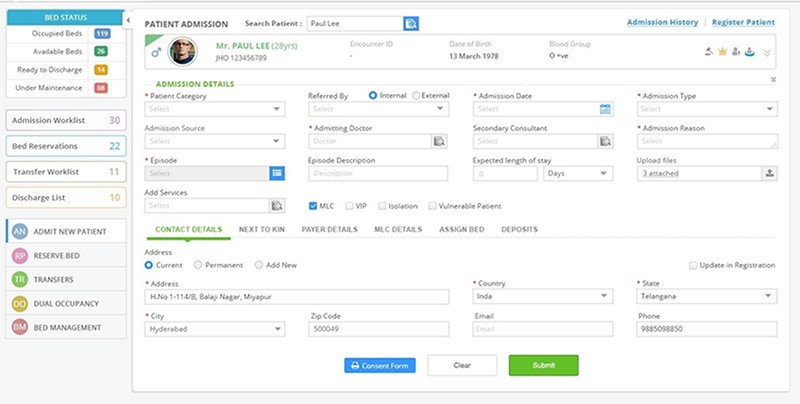 BED STATUS
Occupied Beds 119
Available Beds 26
Ready to Discharge 14
Under Maintenance 08
Admission Worklist 30
Bed Reservations 22
Transfer Worklist 11
Discharge List 10
AN ADMIT NEW PATIENT
RP RESERVE BED
TR TRANSFERS
DO DUAL OCCUPANCY
BM BED MANAGEMENT
PATIENT ADMISSION Search Patient : Paul Lee Admission History | Register Patient
Mr. PAUL LEE (28yrs) Encounter ID Date of Birth Blood Group
JHO 123456789 - 13 March 1978 O +ve
ADMISSION DETAILS
* Patient Category Referred By Internal External * Admission Date * Admission Type
Select Select Select Select
Admission Source * Admitting Doctor Secondary Consultant * Admission Reason
Select Doctor Select Select
* Episode Episode Description Expected length of stay Upload files
Select Description 0 Days 3 attached
Add Services
Select MLC VIP Isolation Vulnerable Patient
CONTACT DETAILS NEXT TO KIN PAYER DETAILS MLC DETAILS ASSIGN BED DEPOSITS
Address
Current Permanent Add New Update in Registration
* Address * Country * State
H.No 1-114/B, Balaji Nagar, Miyapur Inda Telangana
* City Zip Code Email Phone
Hyderabad 500049 Email 9885098850
Consent Form Clear Submit